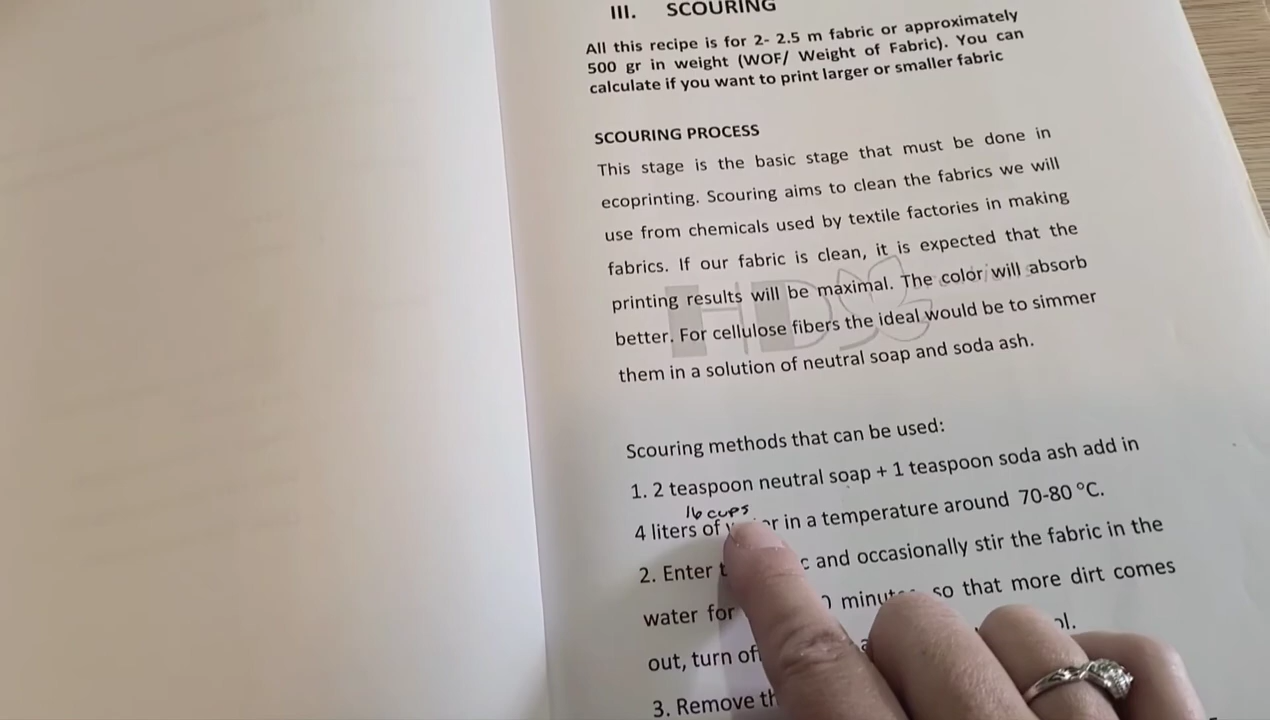 III. SCOURING
All this recipe is for 2- 2.5 m fabric or approximately
500 gr in weight (WOF/ Weight of Fabric). You can
calculate if you want to print larger or smaller fabric
SCOURING PROCESS
This stage is the basic stage that must be done in
ecoprinting. Scouring aims to clean the fabrics we will
use from chemicals used by textile factories in making
fabrics. If our fabric is clean, it is expected that the
printing results will be maximal. The color will absorb
better. For cellulose fibers the ideal would be to simmer
them in a solution of neutral soap and soda ash.
HD
Scouring methods that can be used:
1. 2 teaspoon neutral soap + 1 teaspoon soda ash add in
16 cups
4 liters of in a temperature around 70-80 °C.
2. Enter and occasionally stir the fabric in the
water for minutes so that more dirt comes
out, turn
3. Remove